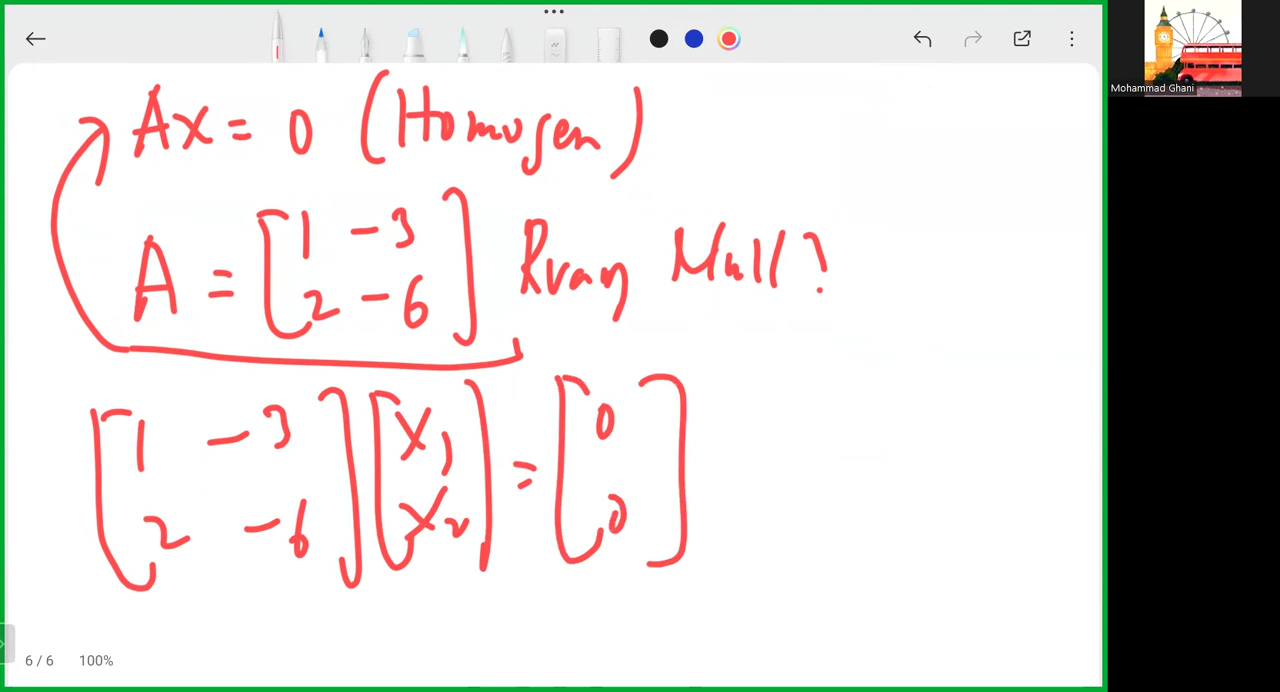 Mohammad Ghani
AX = 0 (Homogen)
A = [1 -3
2 -6] Ruang Null?
[1 -3
2 -6] [X1
X2] = [0
0]
6 / 6 100%